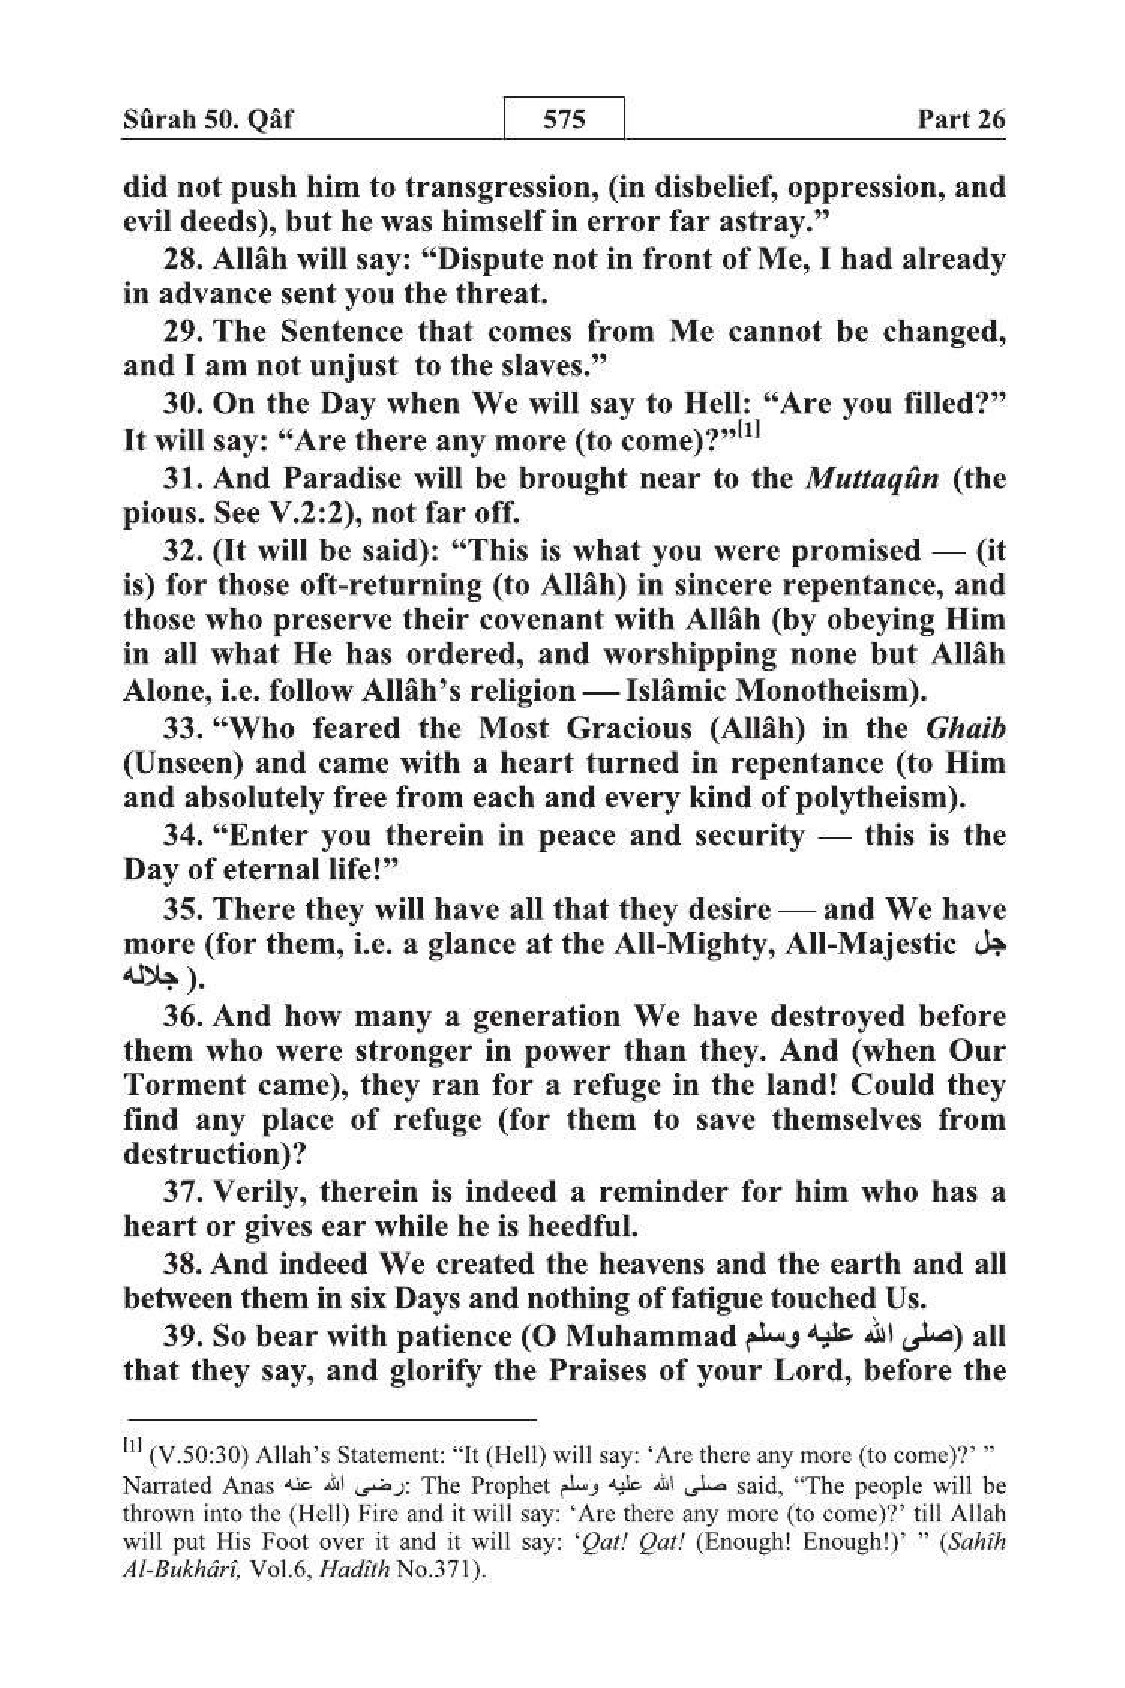 Sûrah 50. Qâf 575 Part 26
did not push him to transgression, (in disbelief, oppression, and
evil deeds), but he was himself in error far astray.”
28. Allâh will say: “Dispute not in front of Me, I had already
in advance sent you the threat.
29. The Sentence that comes from Me cannot be changed,
and I am not unjust to the slaves.”
30. On the Day when We will say to Hell: “Are you filled?”
It will say: “Are there any more (to come)?”[1]
31. And Paradise will be brought near to the Muttaqûn (the
pious. See V.2:2), not far off.
32. (It will be said): “This is what you were promised — (it
is) for those oft-returning (to Allâh) in sincere repentance, and
those who preserve their covenant with Allâh (by obeying Him
in all what He has ordered, and worshipping none but Allâh
Alone, i.e. follow Allâh’s religion — Islâmic Monotheism).
33. “Who feared the Most Gracious (Allâh) in the Ghaib
(Unseen) and came with a heart turned in repentance (to Him
and absolutely free from each and every kind of polytheism).
34. “Enter you therein in peace and security — this is the
Day of eternal life!”
35. There they will have all that they desire — and We have
more (for them, i.e. a glance at the All-Mighty, All-Majestic جل
جلاله ).
36. And how many a generation We have destroyed before
them who were stronger in power than they. And (when Our
Torment came), they ran for a refuge in the land! Could they
find any place of refuge (for them to save themselves from
destruction)?
37. Verily, therein is indeed a reminder for him who has a
heart or gives ear while he is heedful.
38. And indeed We created the heavens and the earth and all
between them in six Days and nothing of fatigue touched Us.
39. So bear with patience (O Muhammad صلى الله عليه وسلم) all
that they say, and glorify the Praises of your Lord, before the
[1] (V.50:30) Allah’s Statement: “It (Hell) will say: ‘Are there any more (to come)?’ ”
Narrated Anas رضى الله عنه: The Prophet صلى الله عليه وسلم said, “The people will be
thrown into the (Hell) Fire and it will say: ‘Are there any more (to come)?’ till Allah
will put His Foot over it and it will say: ‘Qat! Qat! (Enough! Enough!)’ ” (Sahîh
Al-Bukhârî, Vol.6, Hadîth No.371).